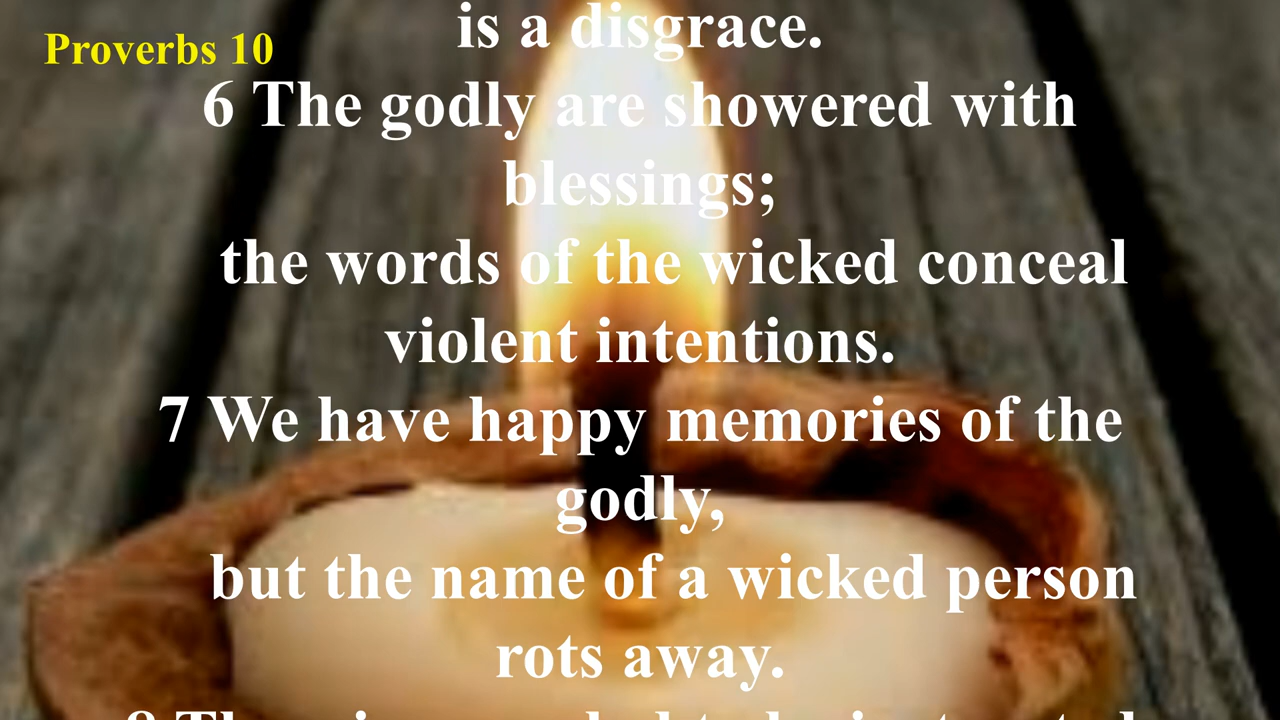 is a disgrace.
Proverbs 10
6 The godly are showered with
blessings;
the words of the wicked conceal
violent intentions.
7 We have happy memories of the
godly,
but the name of a wicked person
rots away.